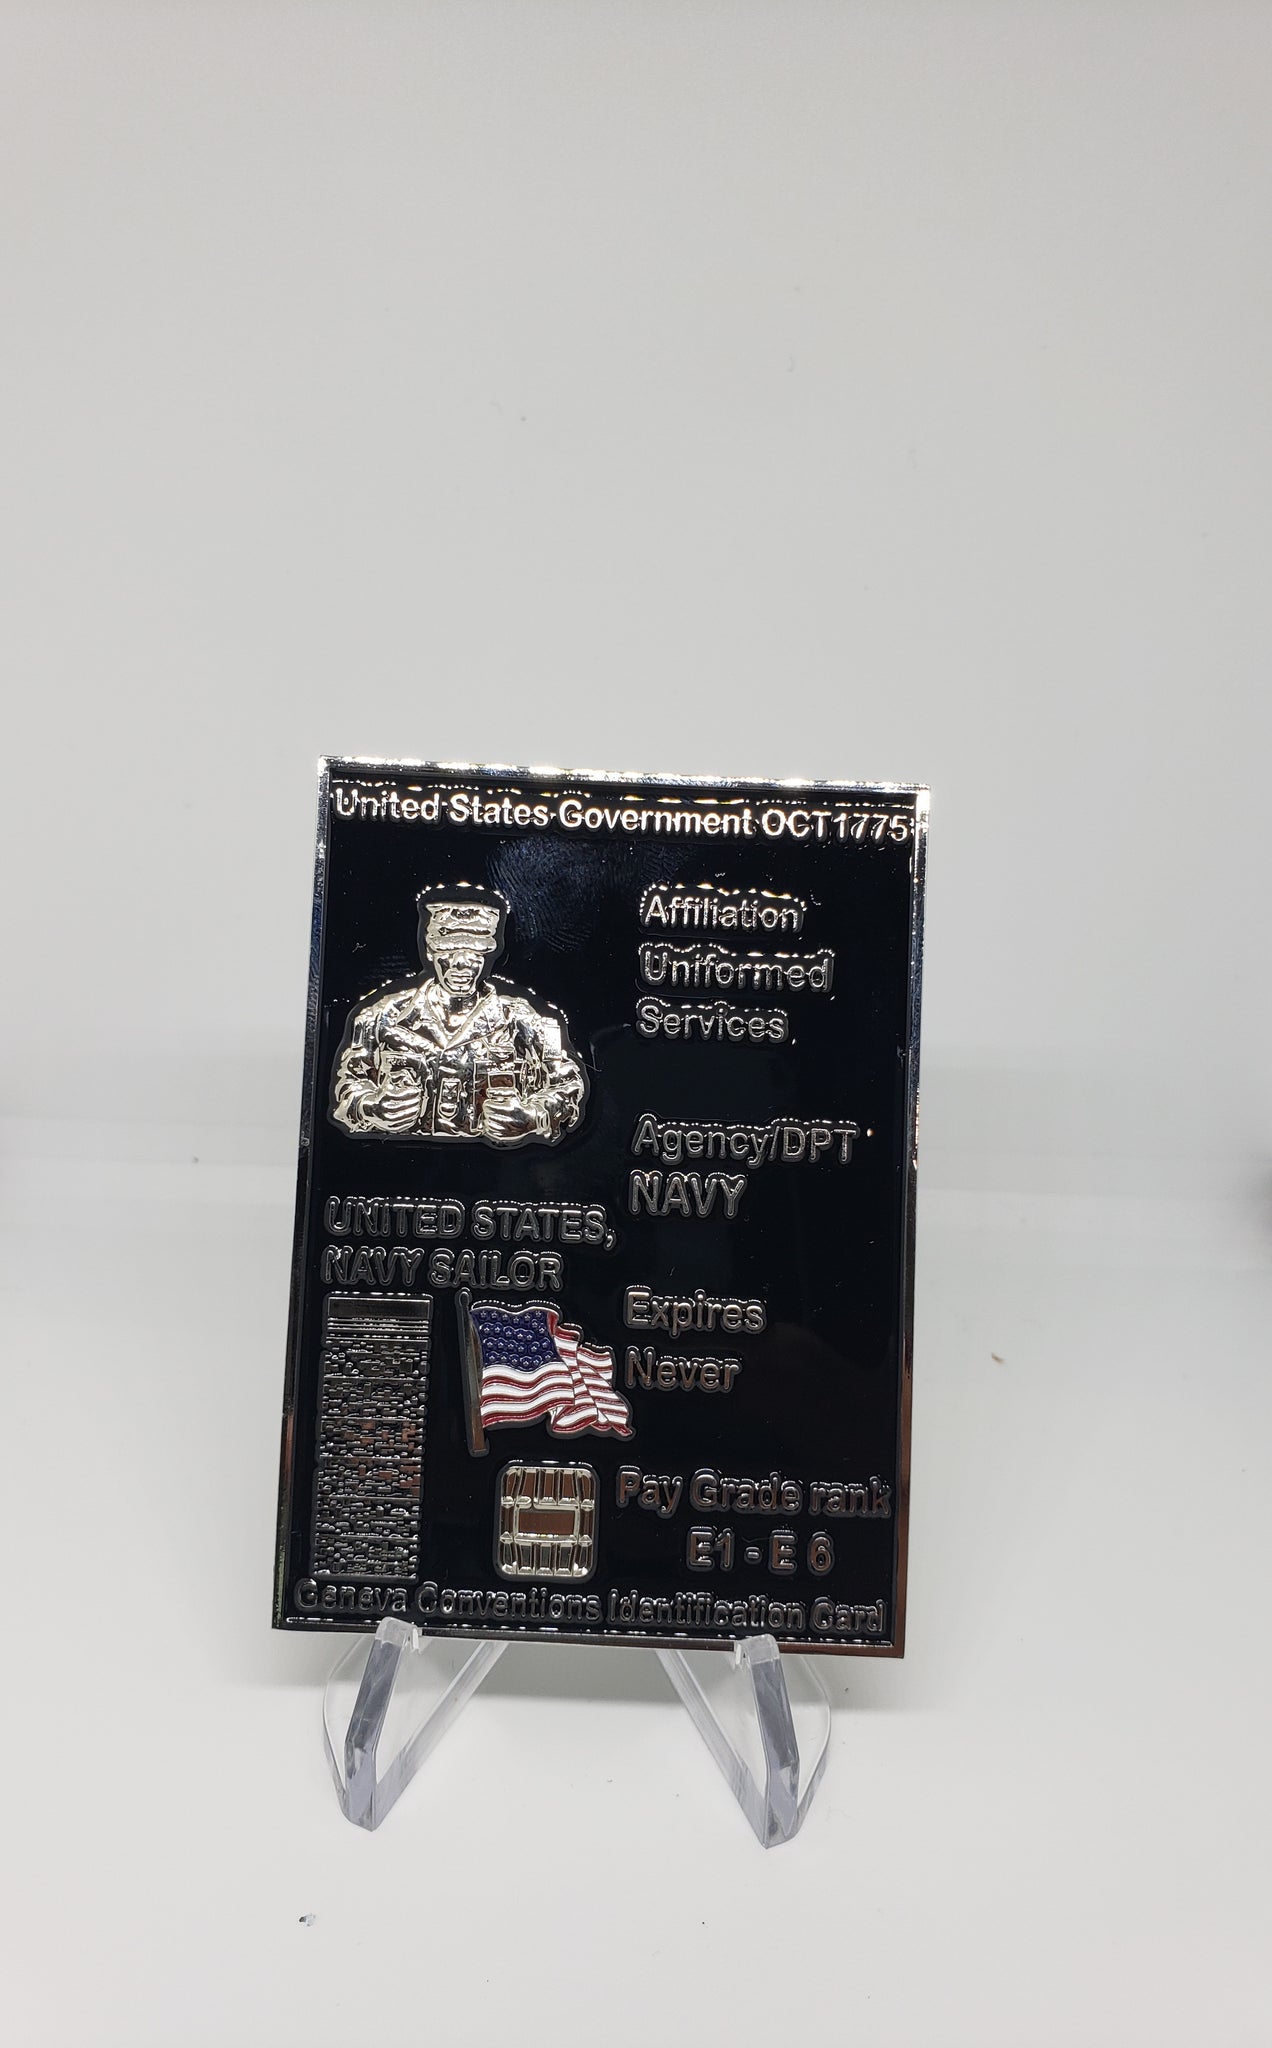 United States Government OCT1775
Affiliation
Uniformed
Services
Agency/DPT
NAVY
UNITED STATES,
NAVY SAILOR
Expires
Never
Pay Grade rank
E1 - E 6
Geneva Conventions Identification Card